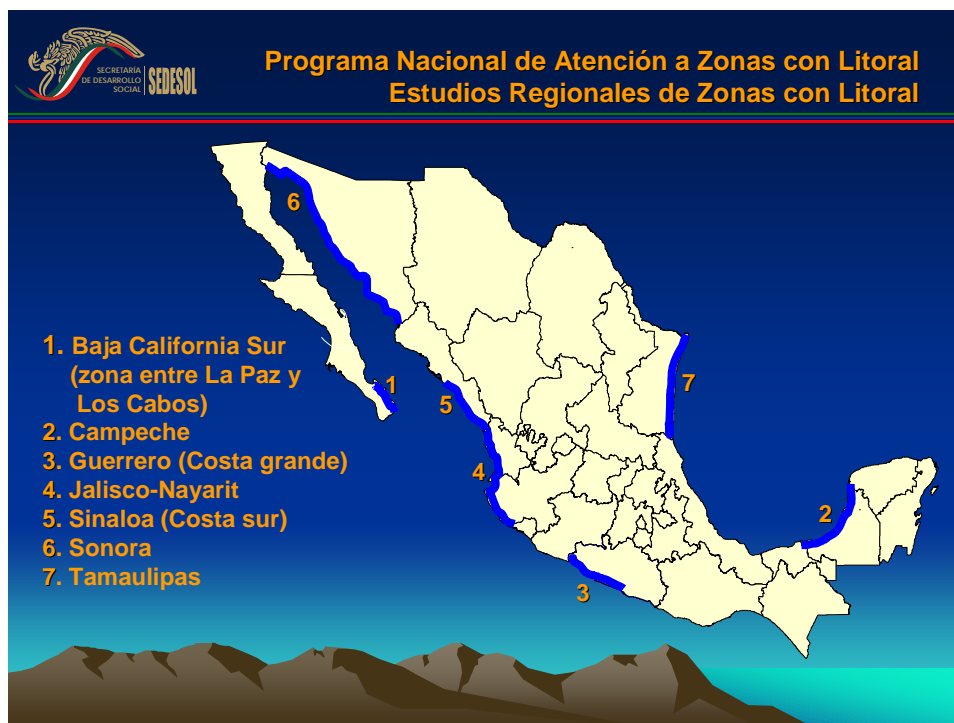 SECRETARÍA
DE DESARROLLO
SOCIAL
SEDESOL
Programa Nacional de Atención a Zonas con Litoral
Estudios Regionales de Zonas con Litoral
6
1
5
7
4
2
3
1. Baja California Sur
(zona entre La Paz y
Los Cabos)
2. Campeche
3. Guerrero (Costa grande)
4. Jalisco-Nayarit
5. Sinaloa (Costa sur)
6. Sonora
7. Tamaulipas